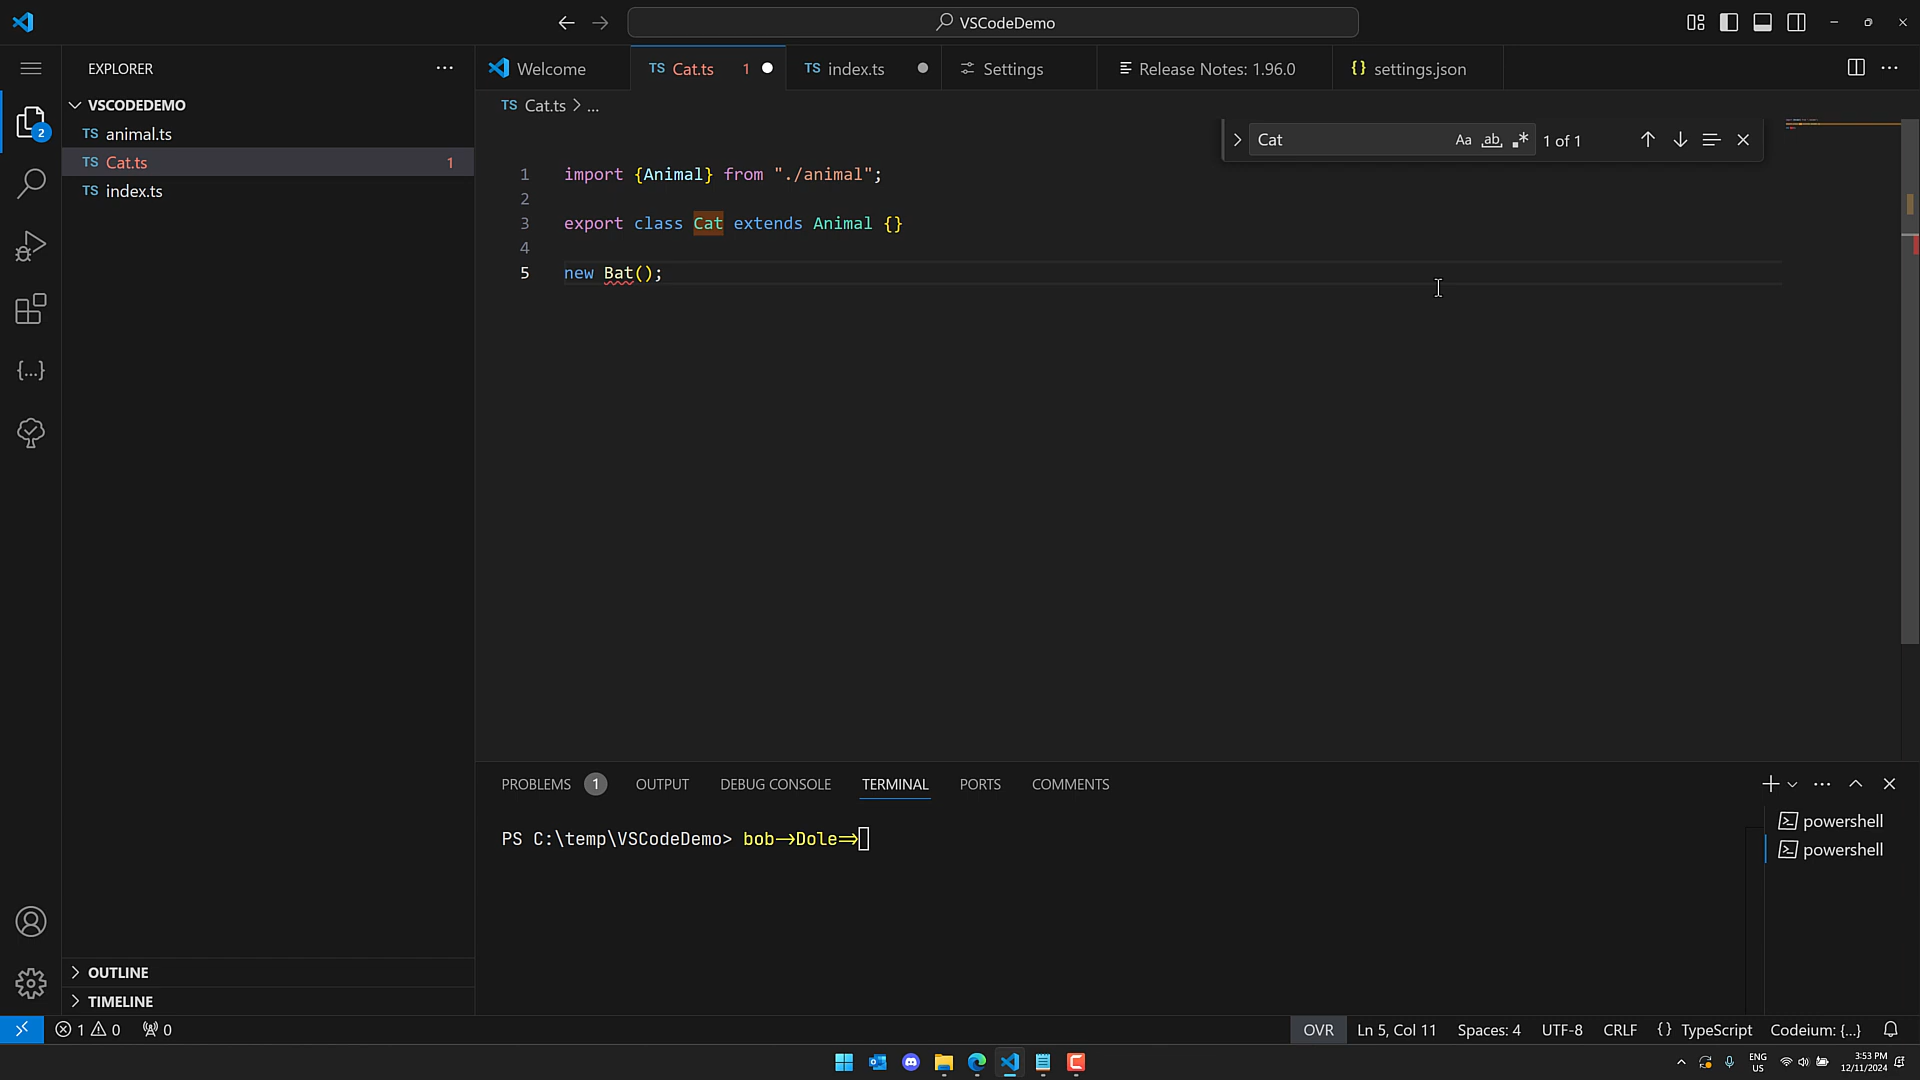 VSCodeDemo
EXPLORER
VSCODEDEMO
TS animal.ts
TS Cat.ts 1
TS index.ts
2
Welcome
TS Cat.ts 1
TS index.ts
Settings
Release Notes: 1.96.0
{} settings.json
TS Cat.ts > ...
Cat
Aa ab 1 of 1
1 import {Animal} from "./animal";
2
3 export class Cat extends Animal {}
4
5 new Bat();
PROBLEMS 1 OUTPUT DEBUG CONSOLE TERMINAL PORTS COMMENTS
PS C:\temp\VSCodeDemo> bob->Dole=>
powershell
powershell
OUTLINE
TIMELINE
1 0 0
OVR Ln 5, Col 11 Spaces: 4 UTF-8 CRLF {} TypeScript Codeium: {...}
ENG
US
3:53 PM
12/11/2024